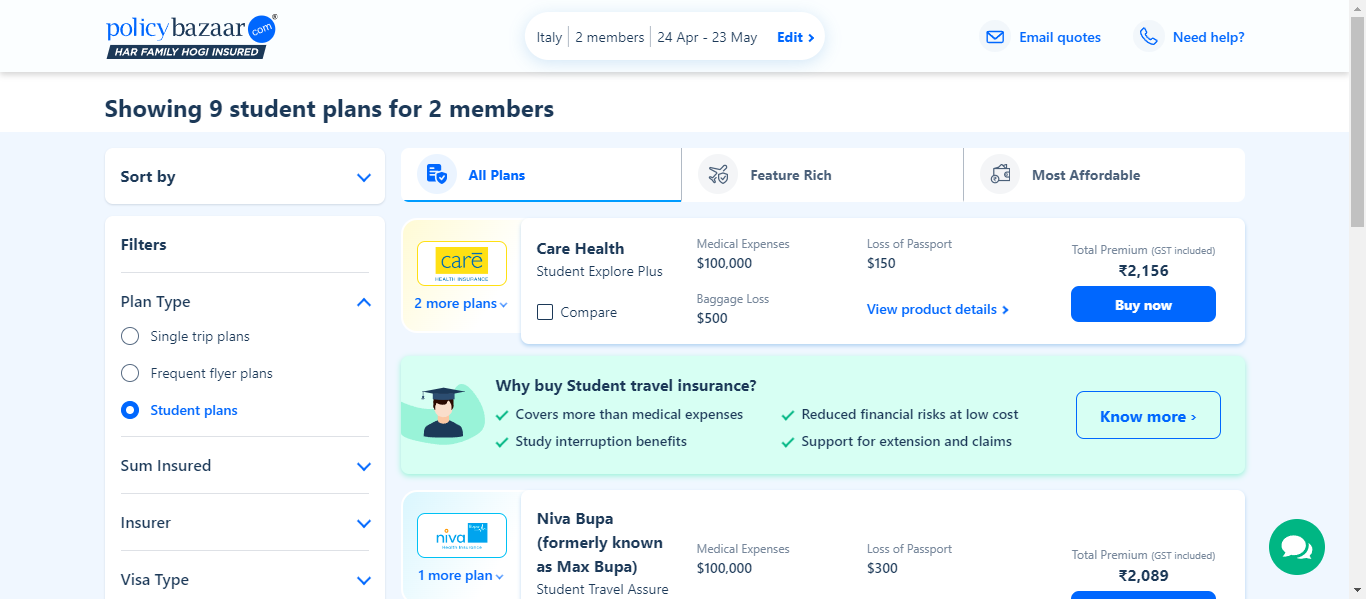 policybazaar.com®
HAR FAMILY HOGI INSURED
Italy 2 members 24 Apr - 23 May Edit ›
Email quotes
Need help?
Showing 9 student plans for 2 members
Sort by
Filters
Plan Type
Single trip plans
Frequent flyer plans
Student plans
Sum Insured
Insurer
Visa Type
All Plans
Feature Rich
Most Affordable
care
HEALTH INSURANCE
2 more plans
Care Health
Student Explore Plus
Compare
Medical Expenses
$100,000
Baggage Loss
$500
Loss of Passport
$150
View product details ›
Total Premium (GST included)
₹2,156
Buy now
Why buy Student travel insurance?
Covers more than medical expenses
Reduced financial risks at low cost
Study interruption benefits
Support for extension and claims
Know more ›
niva Bupa
Health Insurance
1 more plan
Niva Bupa
(formerly known
as Max Bupa)
Student Travel Assure
Medical Expenses
$100,000
Loss of Passport
$300
Total Premium (GST included)
₹2,089